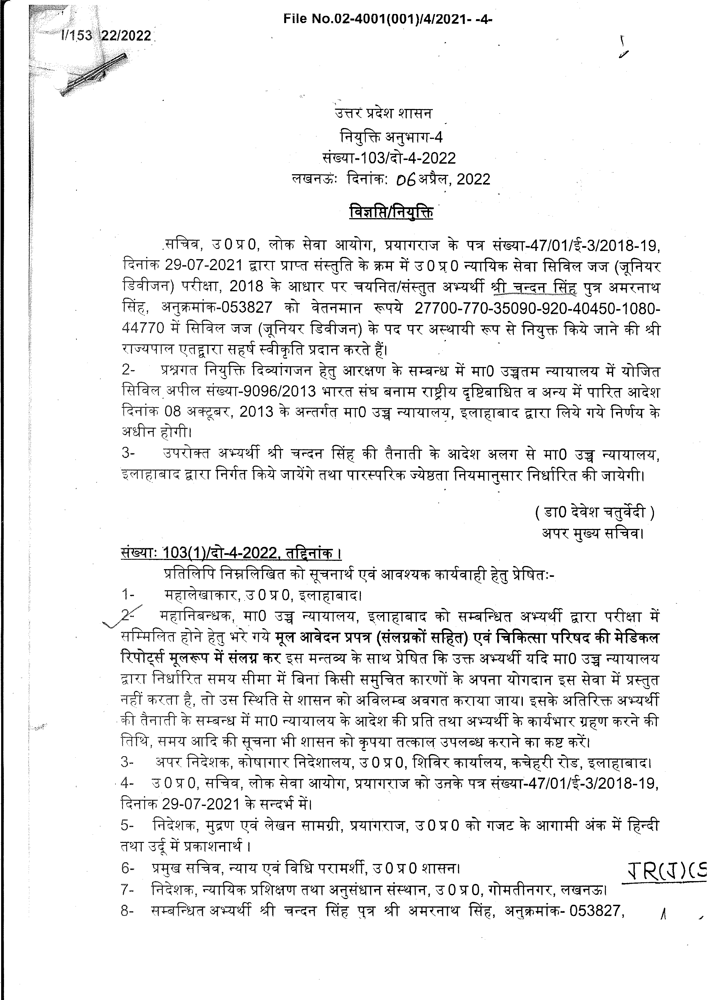 File No.02-4001(001)/4/2021- -4-
I/153 22/2022
उत्तर प्रदेश शासन
नियुक्ति अनुभाग-4
संख्या-103/दो-4-2022
लखनऊः दिनांक: 06 अप्रैल, 2022
विज्ञप्ति/नियुक्ति
सचिव, उ0प्र0, लोक सेवा आयोग, प्रयागराज के पत्र संख्या-47/01/ई-3/2018-19,
दिनांक 29-07-2021 द्वारा प्राप्त संस्तुति के क्रम में उ0प्र0 न्यायिक सेवा सिविल जज (जूनियर
डिवीजन) परीक्षा, 2018 के आधार पर चयनित/संस्तुत अभ्यर्थी श्री चन्दन सिंह पुत्र अमरनाथ
सिंह, अनुक्रमांक-053827 को वेतनमान रूपये 27700-770-35090-920-40450-1080-
44770 में सिविल जज (जूनियर डिवीजन) के पद पर अस्थायी रूप से नियुक्त किये जाने की श्री
राज्यपाल एतद्द्वारा सहर्ष स्वीकृति प्रदान करते हैं।
2- प्रश्नगत नियुक्ति दिव्यांगजन हेतु आरक्षण के सम्बन्ध में मा0 उच्चतम न्यायालय में योजित
सिविल अपील संख्या-9096/2013 भारत संघ बनाम राष्ट्रीय दृष्टिबाधित व अन्य में पारित आदेश
दिनांक 08 अक्टूबर, 2013 के अन्तर्गत मा0 उच्च न्यायालय, इलाहाबाद द्वारा लिये गये निर्णय के
अधीन होगी।
3- उपरोक्त अभ्यर्थी श्री चन्दन सिंह की तैनाती के आदेश अलग से मा0 उच्च न्यायालय,
इलाहाबाद द्वारा निर्गत किये जायेंगे तथा पारस्परिक ज्येष्ठता नियमानुसार निर्धारित की जायेगी।
( डा0 देवेश चतुर्वेदी )
अपर मुख्य सचिव।
संख्याः 103(1)/दो-4-2022, तद्दिनांक।
प्रतिलिपि निम्नलिखित को सूचनार्थ एवं आवश्यक कार्यवाही हेतु प्रेषितः-
1- महालेखाकार, उ0प्र0, इलाहाबाद।
2- महानिबन्धक, मा0 उच्च न्यायालय, इलाहाबाद को सम्बन्धित अभ्यर्थी द्वारा परीक्षा में
सम्मिलित होने हेतु भरे गये मूल आवेदन प्रपत्र (संलग्नकों सहित) एवं चिकित्सा परिषद की मेडिकल
रिपोर्ट्स मूलरूप में संलग्न कर इस मन्तव्य के साथ प्रेषित कि उक्त अभ्यर्थी यदि मा0 उच्च न्यायालय
द्वारा निर्धारित समय सीमा में बिना किसी समुचित कारणों के अपना योगदान इस सेवा में प्रस्तुत
नहीं करता है, तो उस स्थिति से शासन को अविलम्ब अवगत कराया जाय। इसके अतिरिक्त अभ्यर्थी
की तैनाती के सम्बन्ध में मा0 न्यायालय के आदेश की प्रति तथा अभ्यर्थी के कार्यभार ग्रहण करने की
तिथि, समय आदि की सूचना भी शासन को कृपया तत्काल उपलब्ध कराने का कष्ट करें।
3- अपर निदेशक, कोषागार निदेशालय, उ0प्र0, शिविर कार्यालय, कचेहरी रोड, इलाहाबाद।
4- उ0प्र0, सचिव, लोक सेवा आयोग, प्रयागराज को उनके पत्र संख्या-47/01/ई-3/2018-19,
दिनांक 29-07-2021 के सन्दर्भ में।
5- निदेशक, मुद्रण एवं लेखन सामग्री, प्रयागराज, उ0प्र0 को गजट के आगामी अंक में हिन्दी
तथा उर्दू में प्रकाशनार्थ।
6- प्रमुख सचिव, न्याय एवं विधि परामर्शी, उ0प्र0 शासन।
JR(J)(S
7- निदेशक, न्यायिक प्रशिक्षण तथा अनुसंधान संस्थान, उ0प्र0, गोमतीनगर, लखनऊ।
8- सम्बन्धित अभ्यर्थी श्री चन्दन सिंह पुत्र श्री अमरनाथ सिंह, अनुक्रमांक- 053827,